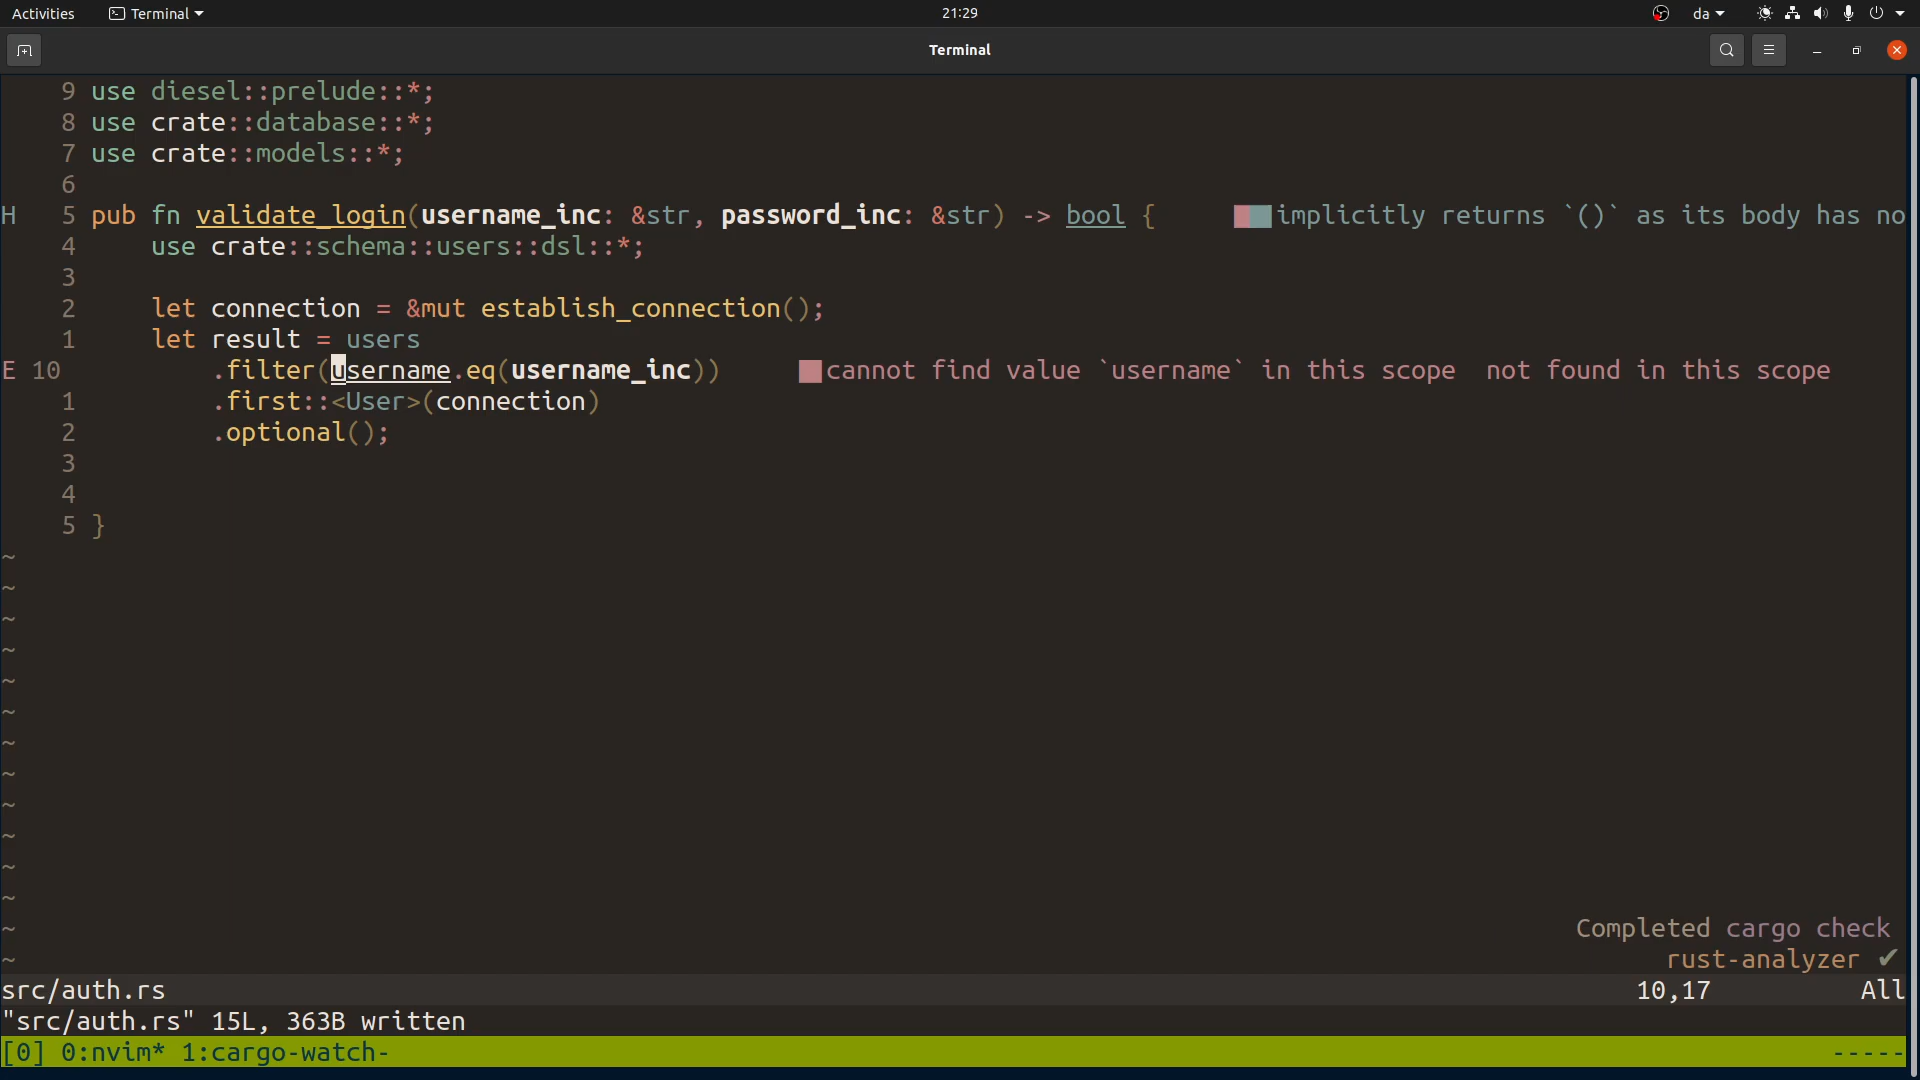 Activities Terminal 21:29 da
Terminal
9 use diesel::prelude::*;
8 use crate::database::*;
7 use crate::models::*;
6
H 5 pub fn validate_login(username_inc: &str, password_inc: &str) -> bool { implicitly returns `()` as its body has no
4 use crate::schema::users::dsl::*;
3
2 let connection = &mut establish_connection();
1 let result = users
E 10 .filter(username.eq(username_inc)) cannot find value `username` in this scope not found in this scope
1 .first::<User>(connection)
2 .optional();
3
4
5 }
~
~
~
~
~
~
~
~
~
~
~
~
~ Completed cargo check
~ rust-analyzer ✔
src/auth.rs 10,17 All
"src/auth.rs" 15L, 363B written
[0] 0:nvim* 1:cargo-watch- -----